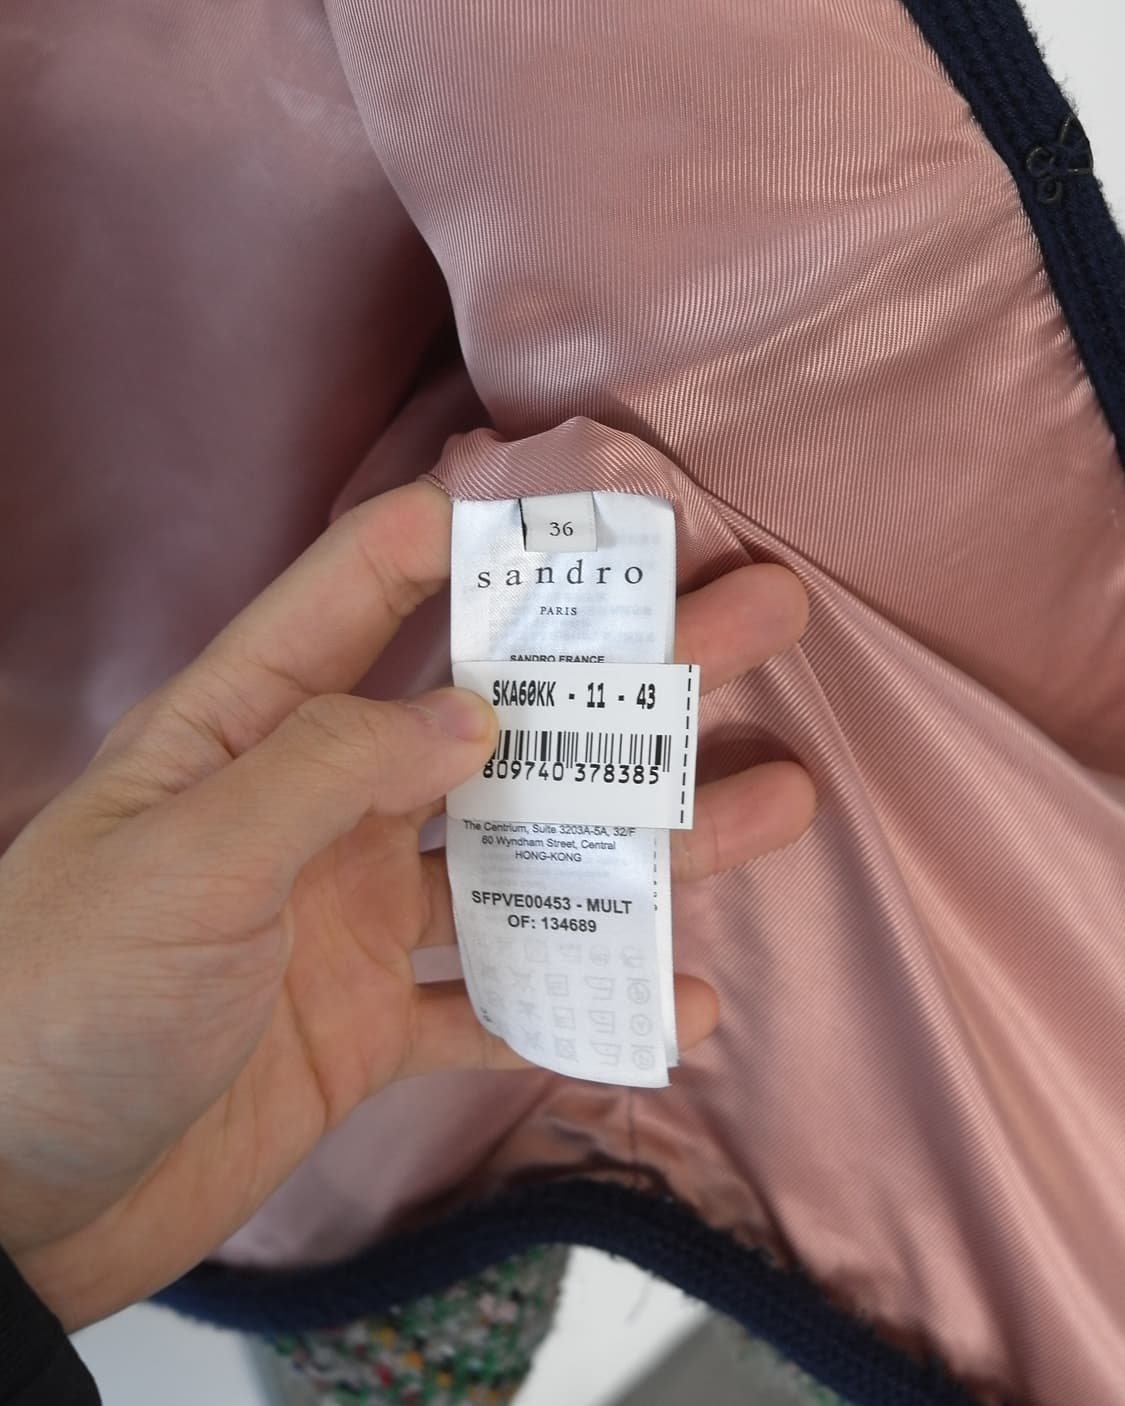 36
sandro
PARIS
SANDRO FRANCE
SKA60KK - 11 - 43
809740 378385
The Centrium, Suite 3203A-5A, 32/F
60 Wyndham Street, Central
HONG-KONG
SFPVE00453 - MULT
OF: 134689